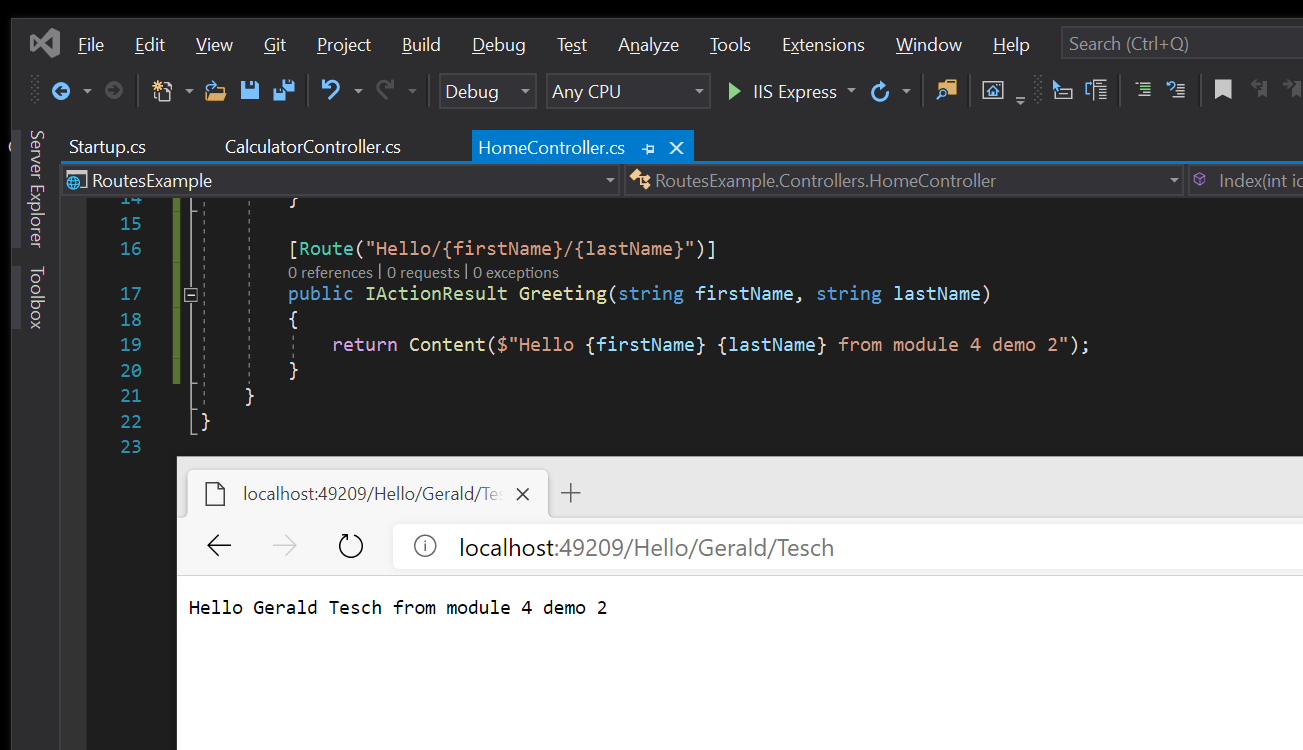 File Edit View Git Project Build Debug Test Analyze Tools Extensions Window Help Search (Ctrl+Q)
Debug Any CPU IIS Express
Server Explorer
Toolbox
Startup.cs CalculatorController.cs HomeController.cs
RoutesExample RoutesExample.Controllers.HomeController Index(int
14 }
15
16 [Route("Hello/{firstName}/{lastName}")]
0 references | 0 requests | 0 exceptions
17 public IActionResult Greeting(string firstName, string lastName)
18 {
19 return Content($"Hello {firstName} {lastName} from module 4 demo 2");
20 }
21 }
22 }
23
localhost:49209/Hello/Gerald/Te
localhost:49209/Hello/Gerald/Tesch
Hello Gerald Tesch from module 4 demo 2